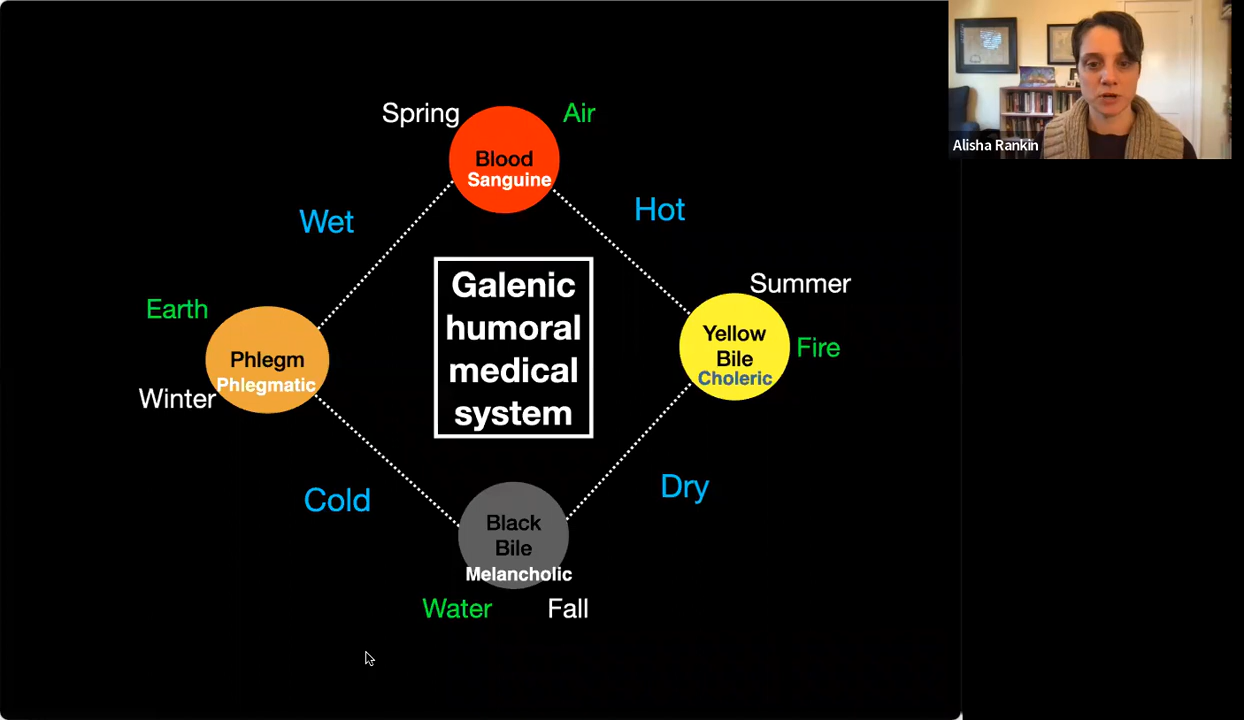 Spring
Air
Blood
Sanguine
Alisha Rankin
Wet
Hot
Galenic
humoral
medical
system
Summer
Yellow
Bile
Choleric
Fire
Earth
Phlegm
Phlegmatic
Winter
Cold
Dry
Black
Bile
Melancholic
Water
Fall